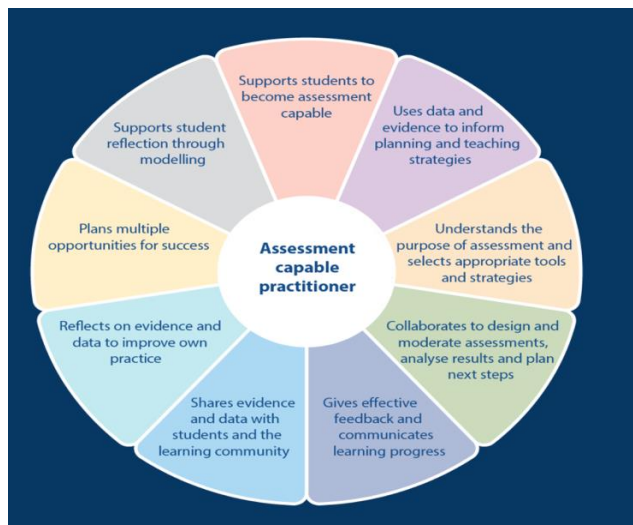 Supports students to
become assessment
capable
Uses data and
evidence to inform
planning and teaching
strategies
Understands the
purpose of assessment and
selects appropriate tools
and strategies
Collaborates to design and
moderate assessments,
analyse results and plan
next steps
Gives effective
feedback and
communicates
learning progress
Shares evidence
and data with
students and the
learning community
Reflects on evidence and
data to improve own
practice
Plans multiple
opportunities for success
Supports student
reflection through
modelling
Assessment
capable
practitioner